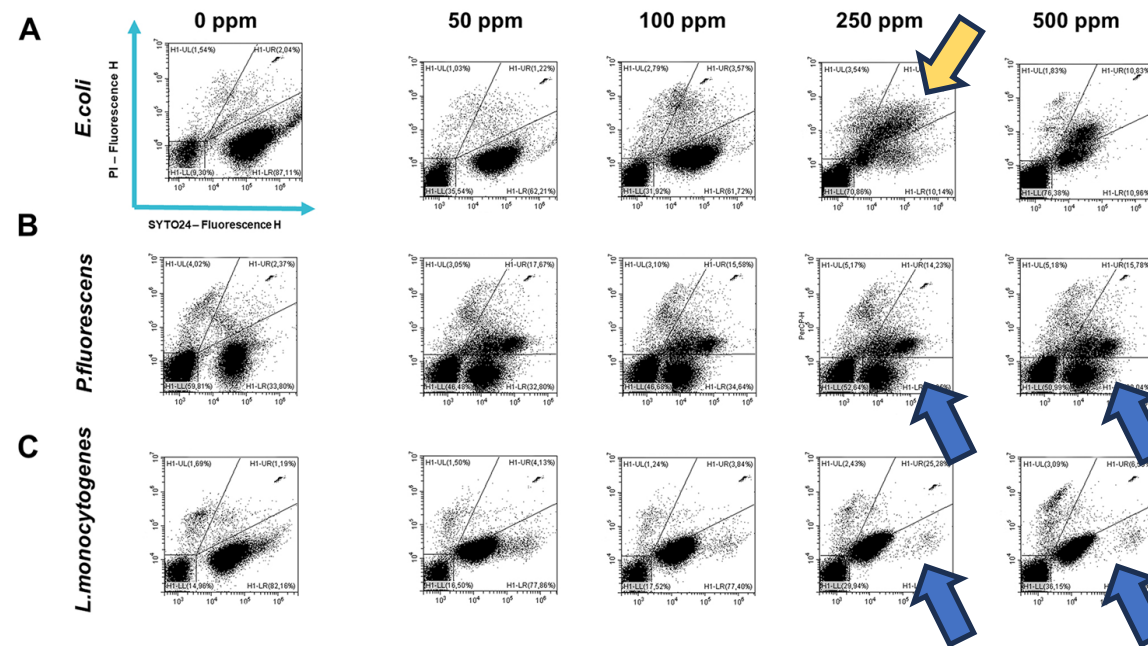 0 ppm
50 ppm
100 ppm
250 ppm
500 ppm
A
E.coli
PI – Fluorescence H
SYTO24 – Fluorescence H
H1-UL(1,54%) H1-UR(2,04%)
H1-LL(9,30%) H1-LR(87,11%)
H1-UL(1,03%) H1-UR(1,22%)
H1-LL(35,54%) H1-LR(62,21%)
H1-UL(2,79%) H1-UR(3,57%)
H1-LL(31,92%) H1-LR(61,72%)
H1-UL(3,54%)
H1-LL(70,86%) H1-LR(10,14%)
H1-UL(1,83%) H1-UR(10,83%)
H1-LL(76,38%) H1-LR(10,96%)
B
P.fluorescens
H1-UL(4,02%) H1-UR(2,37%)
H1-LL(59,81%) H1-LR(33,80%)
H1-UL(3,05%) H1-UR(17,67%)
H1-LL(46,48%) H1-LR(32,80%)
H1-UL(3,10%) H1-UR(15,58%)
H1-LL(46,68%) H1-LR(34,64%)
PerCP-H
H1-UL(5,17%) H1-UR(14,23%)
H1-LL(52,64%)
H1-UL(5,18%) H1-UR(15,78%)
H1-LL(50,98%)
C
L.monocytogenes
H1-UL(1,69%) H1-UR(1,19%)
H1-LL(14,96%) H1-LR(82,16%)
H1-UL(1,50%) H1-UR(4,13%)
H1-LL(16,50%) H1-LR(77,86%)
H1-UL(1,24%) H1-UR(3,84%)
H1-LL(17,52%) H1-LR(77,40%)
H1-UL(2,43%) H1-UR(25,28%)
H1-LL(29,94%)
H1-UL(3,09%)
H1-LL(36,15%)